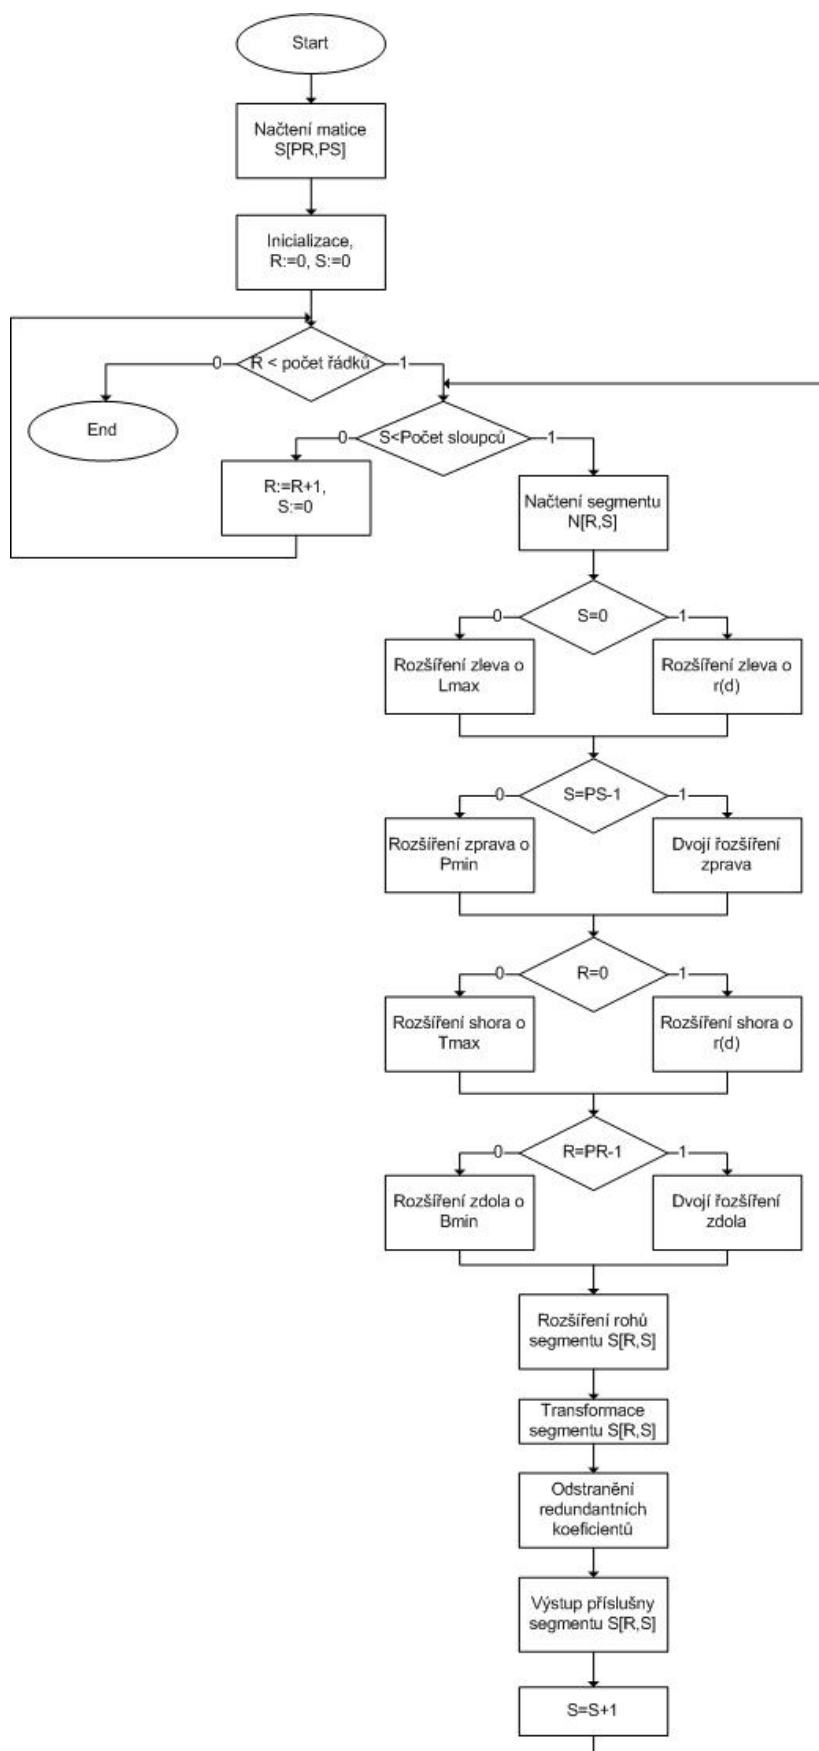 Start
Načtení matice
S[PR,PS]
Inicializace,
R:=0, S:=0
0
R < počet řádků
1
End
0
S<Počet sloupců
1
R:=R+1,
S:=0
Načtení segmentu
N[R,S]
0
S=0
1
Rozšíření zleva o
Lmax
Rozšíření zleva o
r(d)
0
S=PS-1
1
Rozšíření zprava o
Pmin
Dvojí řozšíření
zprava
0
R=0
1
Rozšíření shora o
Tmax
Rozšíření shora o
r(d)
0
R=PR-1
1
Rozšíření zdola o
Bmin
Dvojí řozšíření
zdola
Rozšíření rohů
segmentu S[R,S]
Transformace
segmentu S[R,S]
Odstranění
redundantních
koeficientů
Výstup příslušny
segmentu S[R,S]
S=S+1